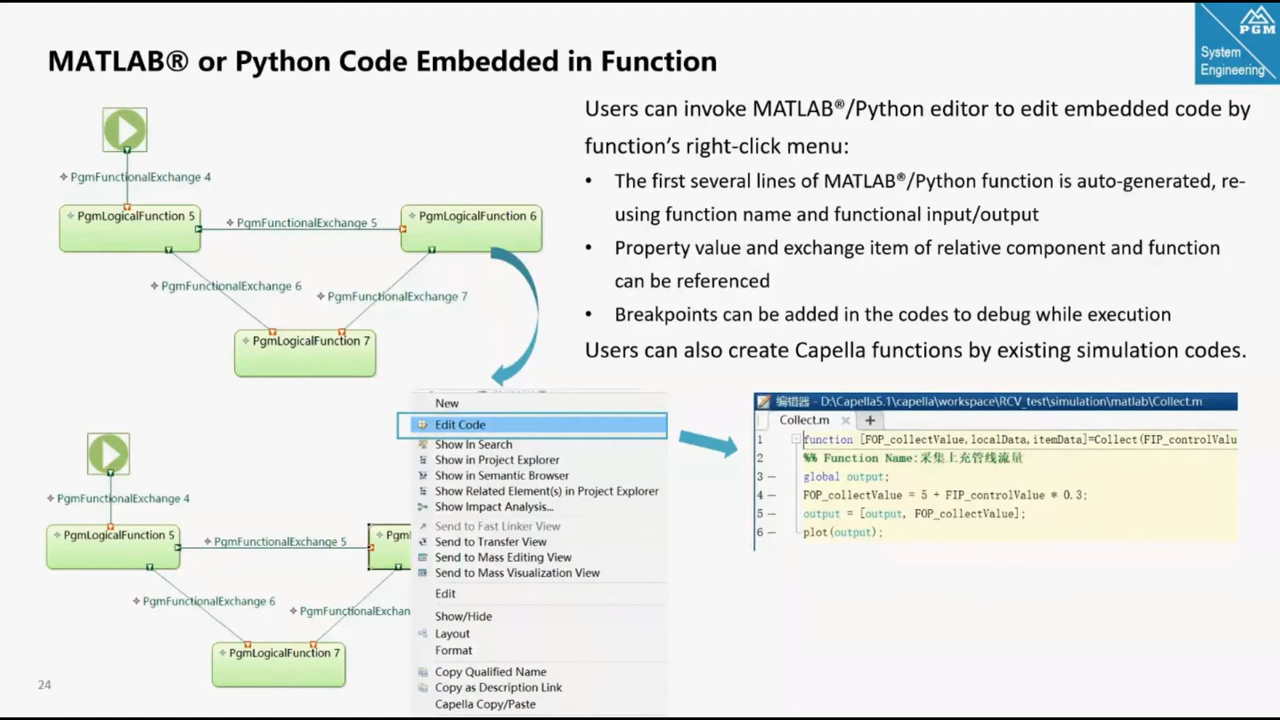 MATLAB® or Python Code Embedded in Function
PGM
System
Engineering
Users can invoke MATLAB®/Python editor to edit embedded code by
function's right-click menu:
• The first several lines of MATLAB®/Python function is auto-generated, re-
using function name and functional input/output
• Property value and exchange item of relative component and function
can be referenced
• Breakpoints can be added in the codes to debug while execution
Users can also create Capella functions by existing simulation codes.
PgmFunctionalExchange 4
PgmLogicalFunction 5
PgmFunctionalExchange 5
PgmLogicalFunction 6
PgmFunctionalExchange 6
PgmFunctionalExchange 7
PgmLogicalFunction 7
PgmFunctionalExchange 4
PgmLogicalFunction 5
PgmFunctionalExchange 5
Pgm
PgmFunctionalExchange 6
PgmFunctionalExchan
PgmLogicalFunction 7
New
Edit Code
Show In Search
Show in Project Explorer
Show in Semantic Browser
Show Related Element(s) in Project Explorer
Show Impact Analysis...
Send to Fast Linker View
Send to Transfer View
Send to Mass Editing View
Send to Mass Visualization View
Edit
Show/Hide
Layout
Format
Copy Qualified Name
Copy as Description Link
Capella Copy/Paste
编辑器 - D:\Capella5.1\capella\workspace\RCV_test\simulation\matlab\Collect.m
Collect.m × +
1 function [FOP_collectValue,localData,itemData]=Collect(FIP_controlValu
2 %% Function Name:采集上充管线流量
3 — global output;
4 — FOP_collectValue = 5 + FIP_controlValue * 0.3;
5 — output = [output, FOP_collectValue];
6 — plot(output);
24